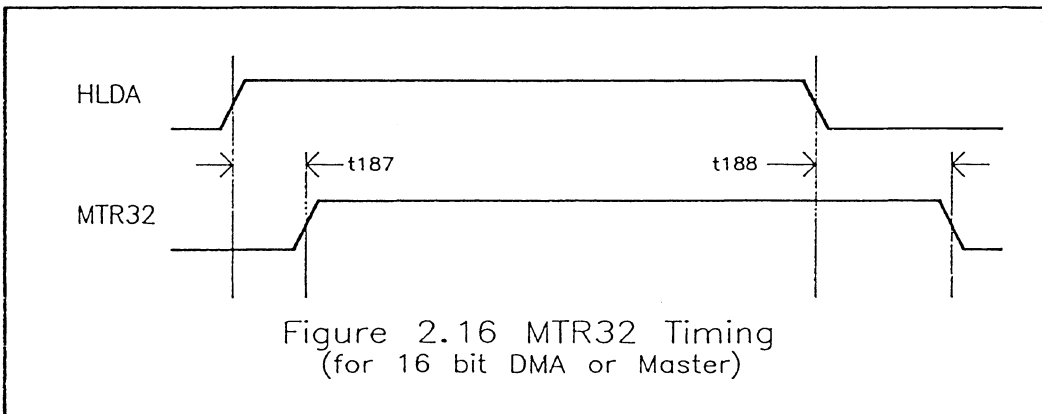 HLDA
t187
t188
MTR32
Figure 2.16 MTR32 Timing
(for 16 bit DMA or Master)